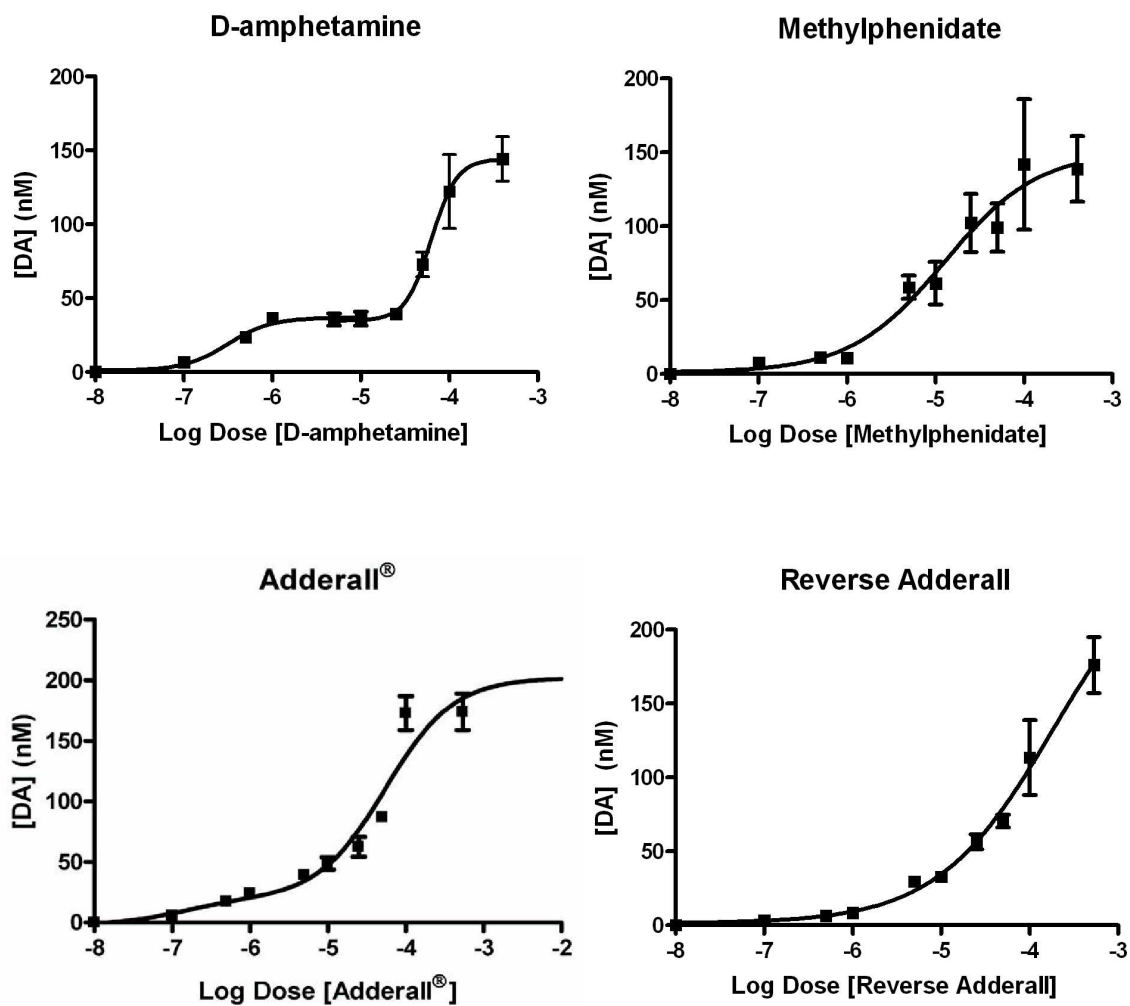 D-amphetamine
200
150
100
50
0
[DA] (nM)
-8 -7 -6 -5 -4 -3
Log Dose [D-amphetamine]
Methylphenidate
200
150
100
50
0
[DA] (nM)
-8 -7 -6 -5 -4 -3
Log Dose [Methylphenidate]
Adderall®
250
200
150
100
50
0
[DA] (nM)
-8 -7 -6 -5 -4 -3 -2
Log Dose [Adderall®]
Reverse Adderall
200
150
100
50
0
[DA] (nM)
-8 -7 -6 -5 -4 -3
Log Dose [Reverse Adderall]